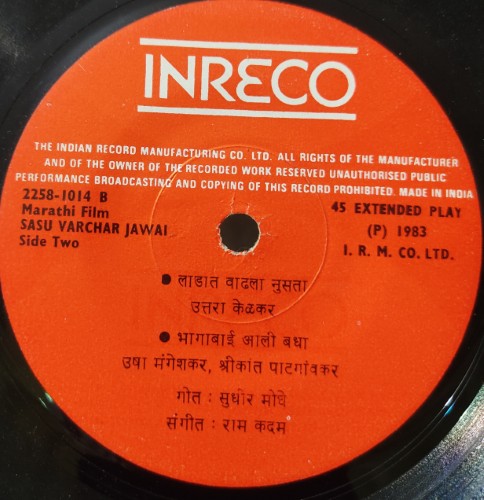 INRECO
THE INDIAN RECORD MANUFACTURING CO. LTD. ALL RIGHTS OF THE MANUFACTURER
AND OF THE OWNER OF THE RECORDED WORK RESERVED UNAUTHORISED PUBLIC
PERFORMANCE BROADCASTING AND COPYING OF THIS RECORD PROHIBITED. MADE IN INDIA
2258-1014 B
Marathi Film
SASU VARCHAR JAWAI
Side Two
45 EXTENDED PLAY
(P) 1983
I. R. M. CO. LTD.
● लाडात वाढला नुसता
उत्तरा केळकर
● भागाबाई आली बघा
उषा मंगेशकर, श्रीकांत पाटगांवकर
गीत : सुधीर मोघे
संगीत : राम कदम